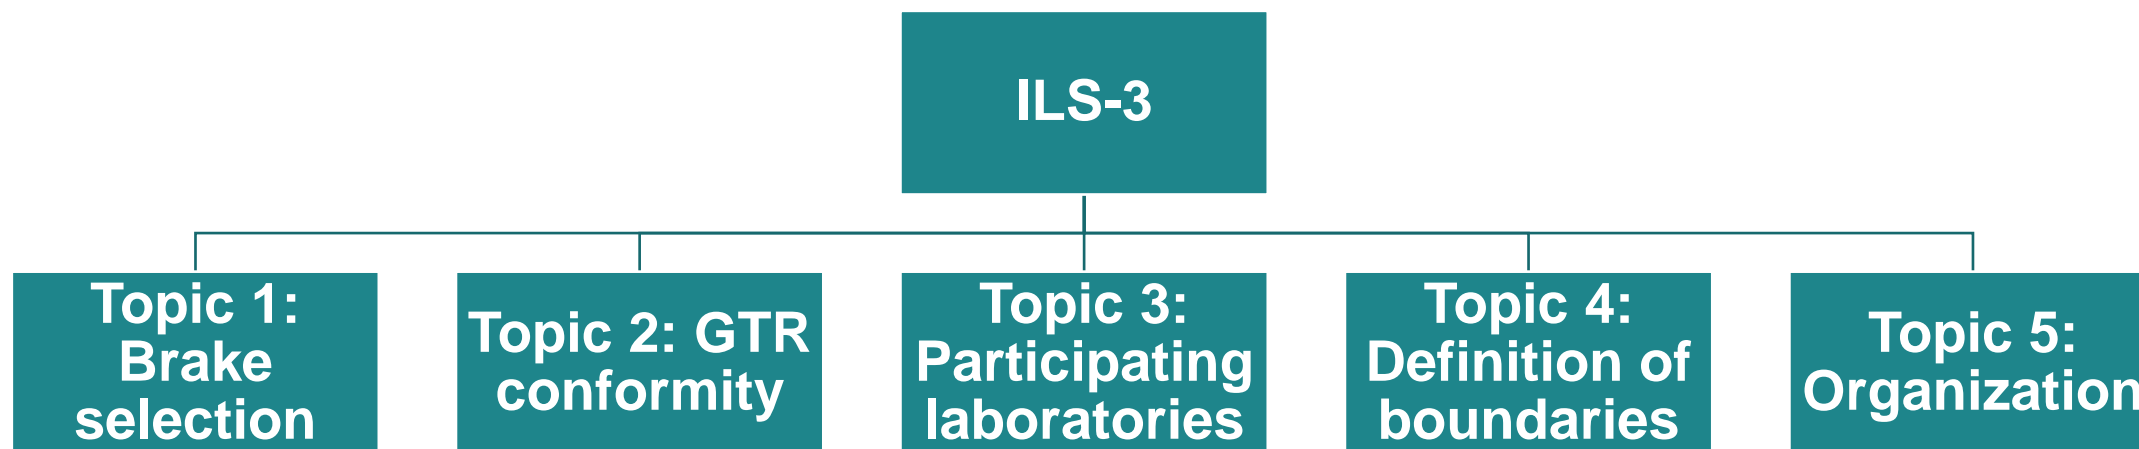 ILS-3
Topic 1:
Brake
selection
Topic 2: GTR
conformity
Topic 3:
Participating
laboratories
Topic 4:
Definition of
boundaries
Topic 5:
Organization